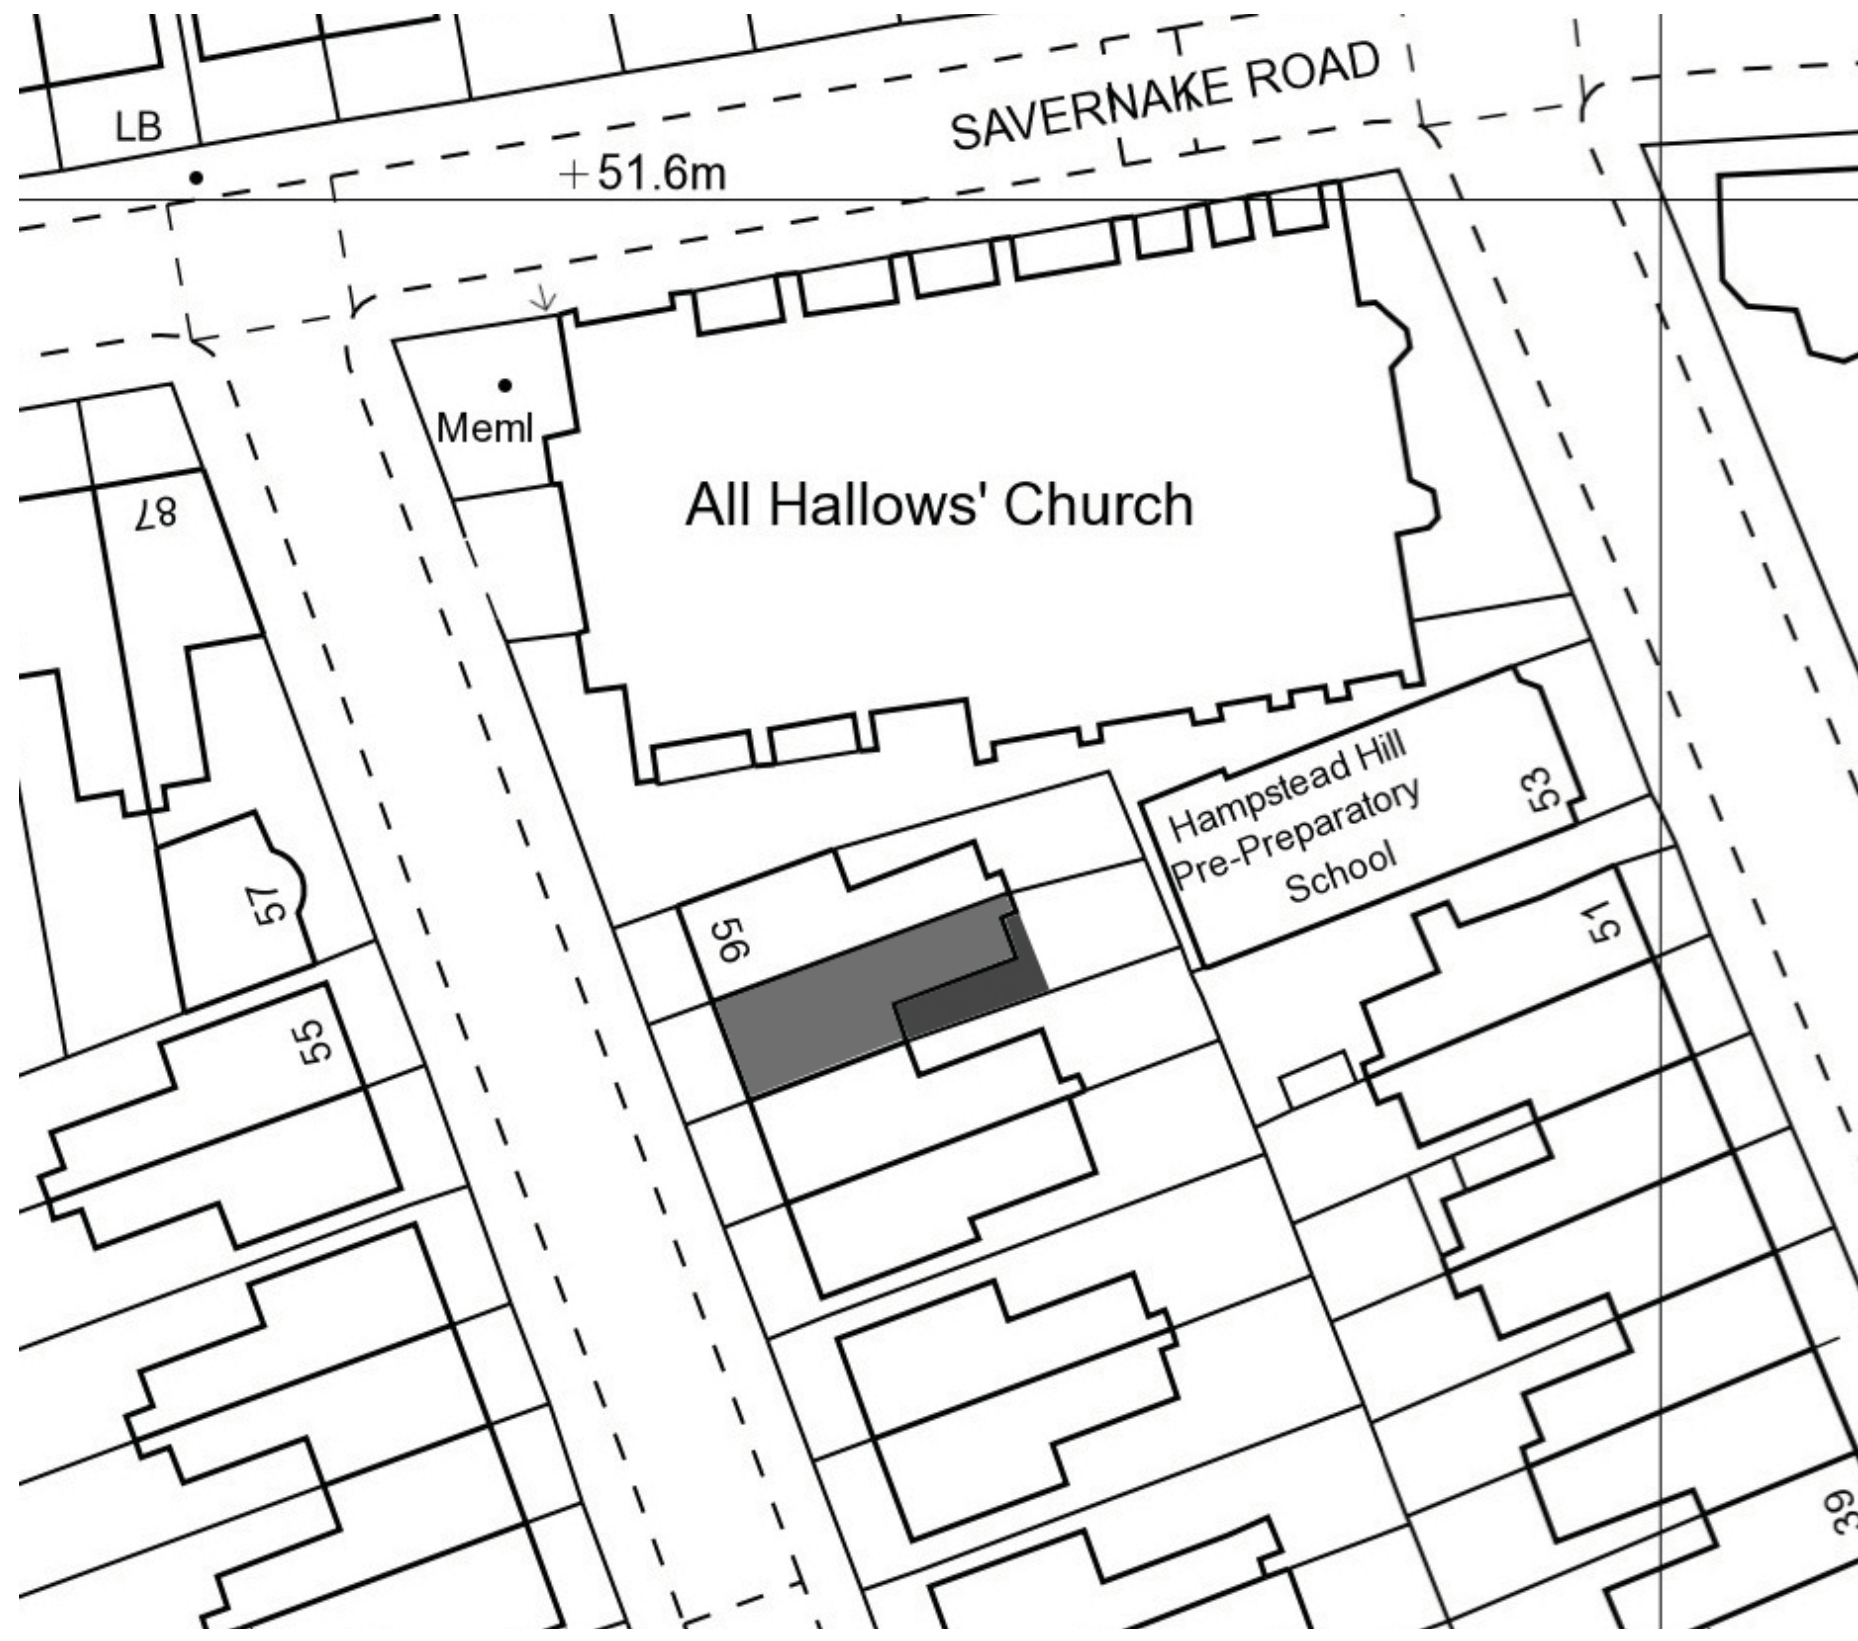 SAVERNAKE ROAD
LB
+51.6m
Meml
All Hallows' Church
87
Hampstead Hill
Pre-Preparatory
School
53
57
56
51
55
39